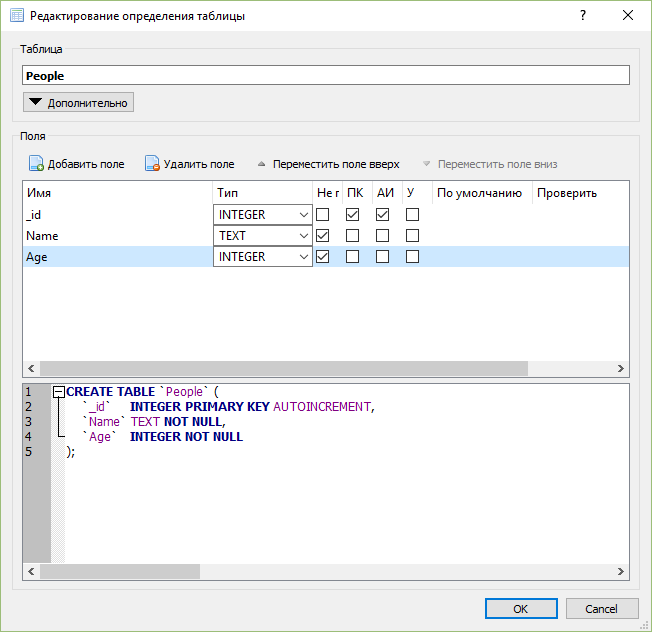 Редактирование определения таблицы
?
Таблица
People
Дополнительно
Поля
Добавить поле Удалить поле Переместить поле вверх Переместить поле вниз
Имя Тип Не г ПК АИ У По умолчанию Проверить
_id INTEGER
Name TEXT
Age INTEGER
1 CREATE TABLE `People` (
2 `_id` INTEGER PRIMARY KEY AUTOINCREMENT,
3 `Name` TEXT NOT NULL,
4 `Age` INTEGER NOT NULL
5 );
OK Cancel